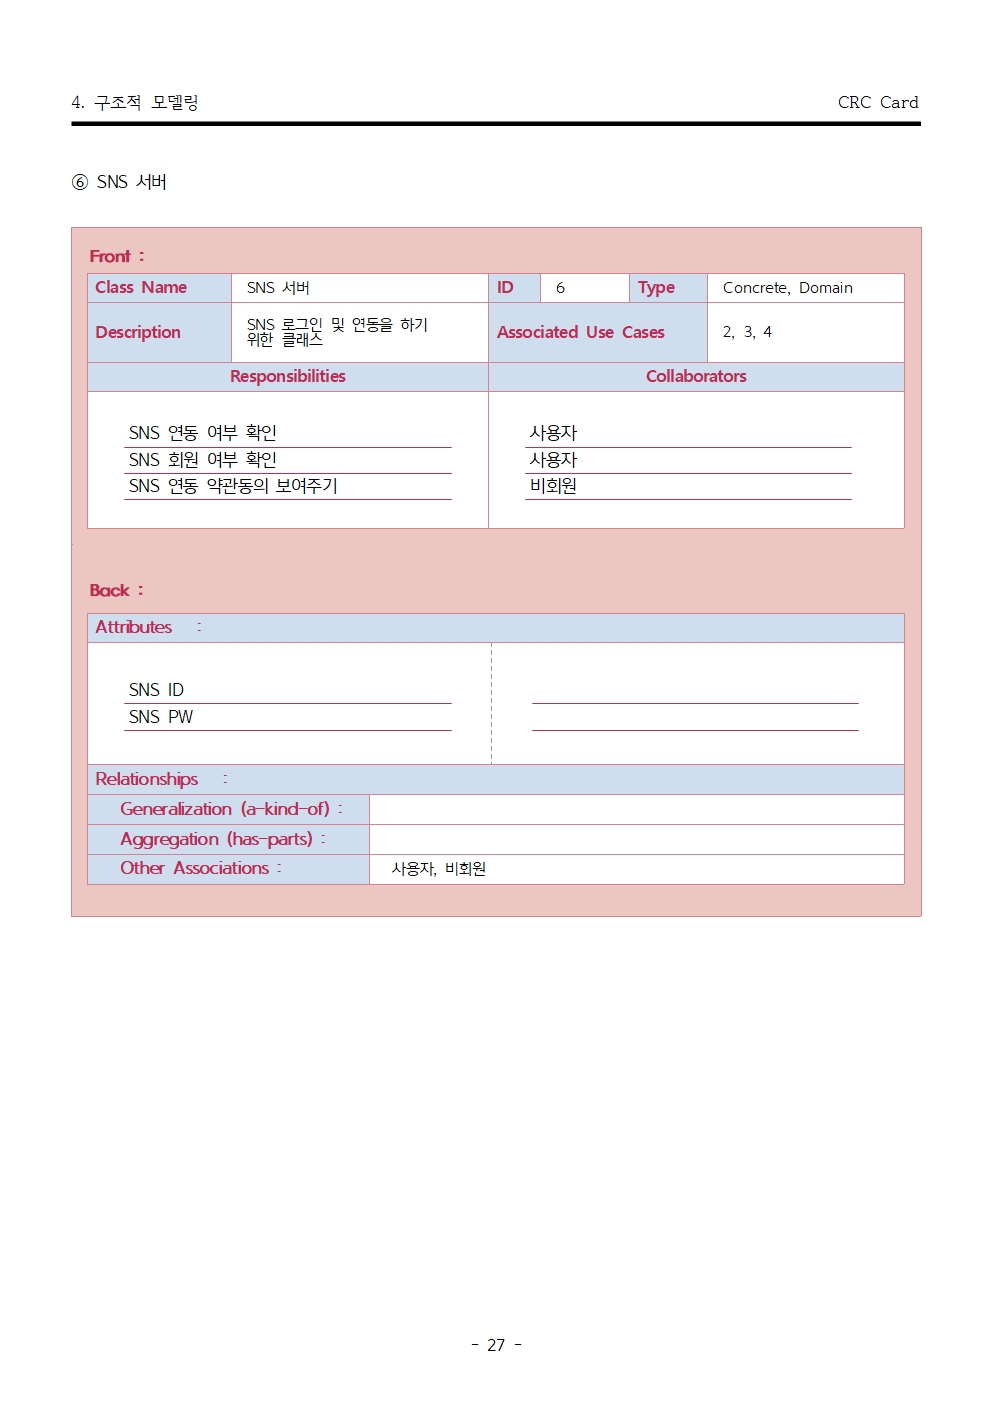 4. 구조적 모델링 CRC Card
⑥ SNS 서버
Front :
Class Name SNS 서버 ID 6 Type Concrete, Domain
Description SNS 로그인 및 연동을 하기 위한 클래스 Associated Use Cases 2, 3, 4
Responsibilities Collaborators
SNS 연동 여부 확인 사용자
SNS 회원 여부 확인 사용자
SNS 연동 약관동의 보여주기 비회원
Back :
Attributes :
SNS ID
SNS PW
Relationships :
Generalization (a-kind-of) :
Aggregation (has-parts) :
Other Associations : 사용자, 비회원
- 27 -